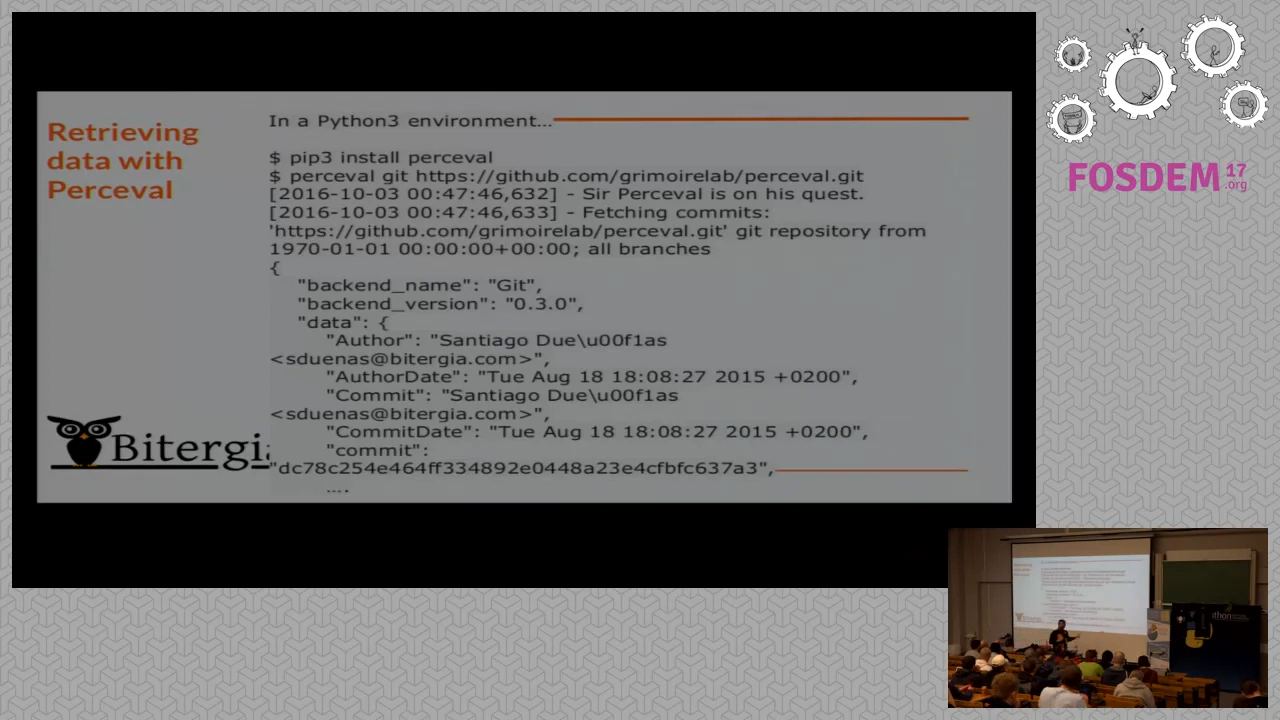 Retrieving
data with
Perceval
In a Python3 environment...
$ pip3 install perceval
$ perceval git https://github.com/grimoirelab/perceval.git
[2016-10-03 00:47:46,632] - Sir Perceval is on his quest.
[2016-10-03 00:47:46,633] - Fetching commits:
'https://github.com/grimoirelab/perceval.git' git repository from
1970-01-01 00:00:00+00:00; all branches
{
"backend_name": "Git",
"backend_version": "0.3.0",
"data": {
"Author": "Santiago Due\u00f1as
<sduenas@bitergia.com>",
"AuthorDate": "Tue Aug 18 18:08:27 2015 +0200",
"Commit": "Santiago Due\u00f1as
<sduenas@bitergia.com>",
"CommitDate": "Tue Aug 18 18:08:27 2015 +0200",
"commit":
"dc78c254e464ff334892e0448a23e4cfbfc637a3",
....
Bitergia
FOSDEM 17
.org